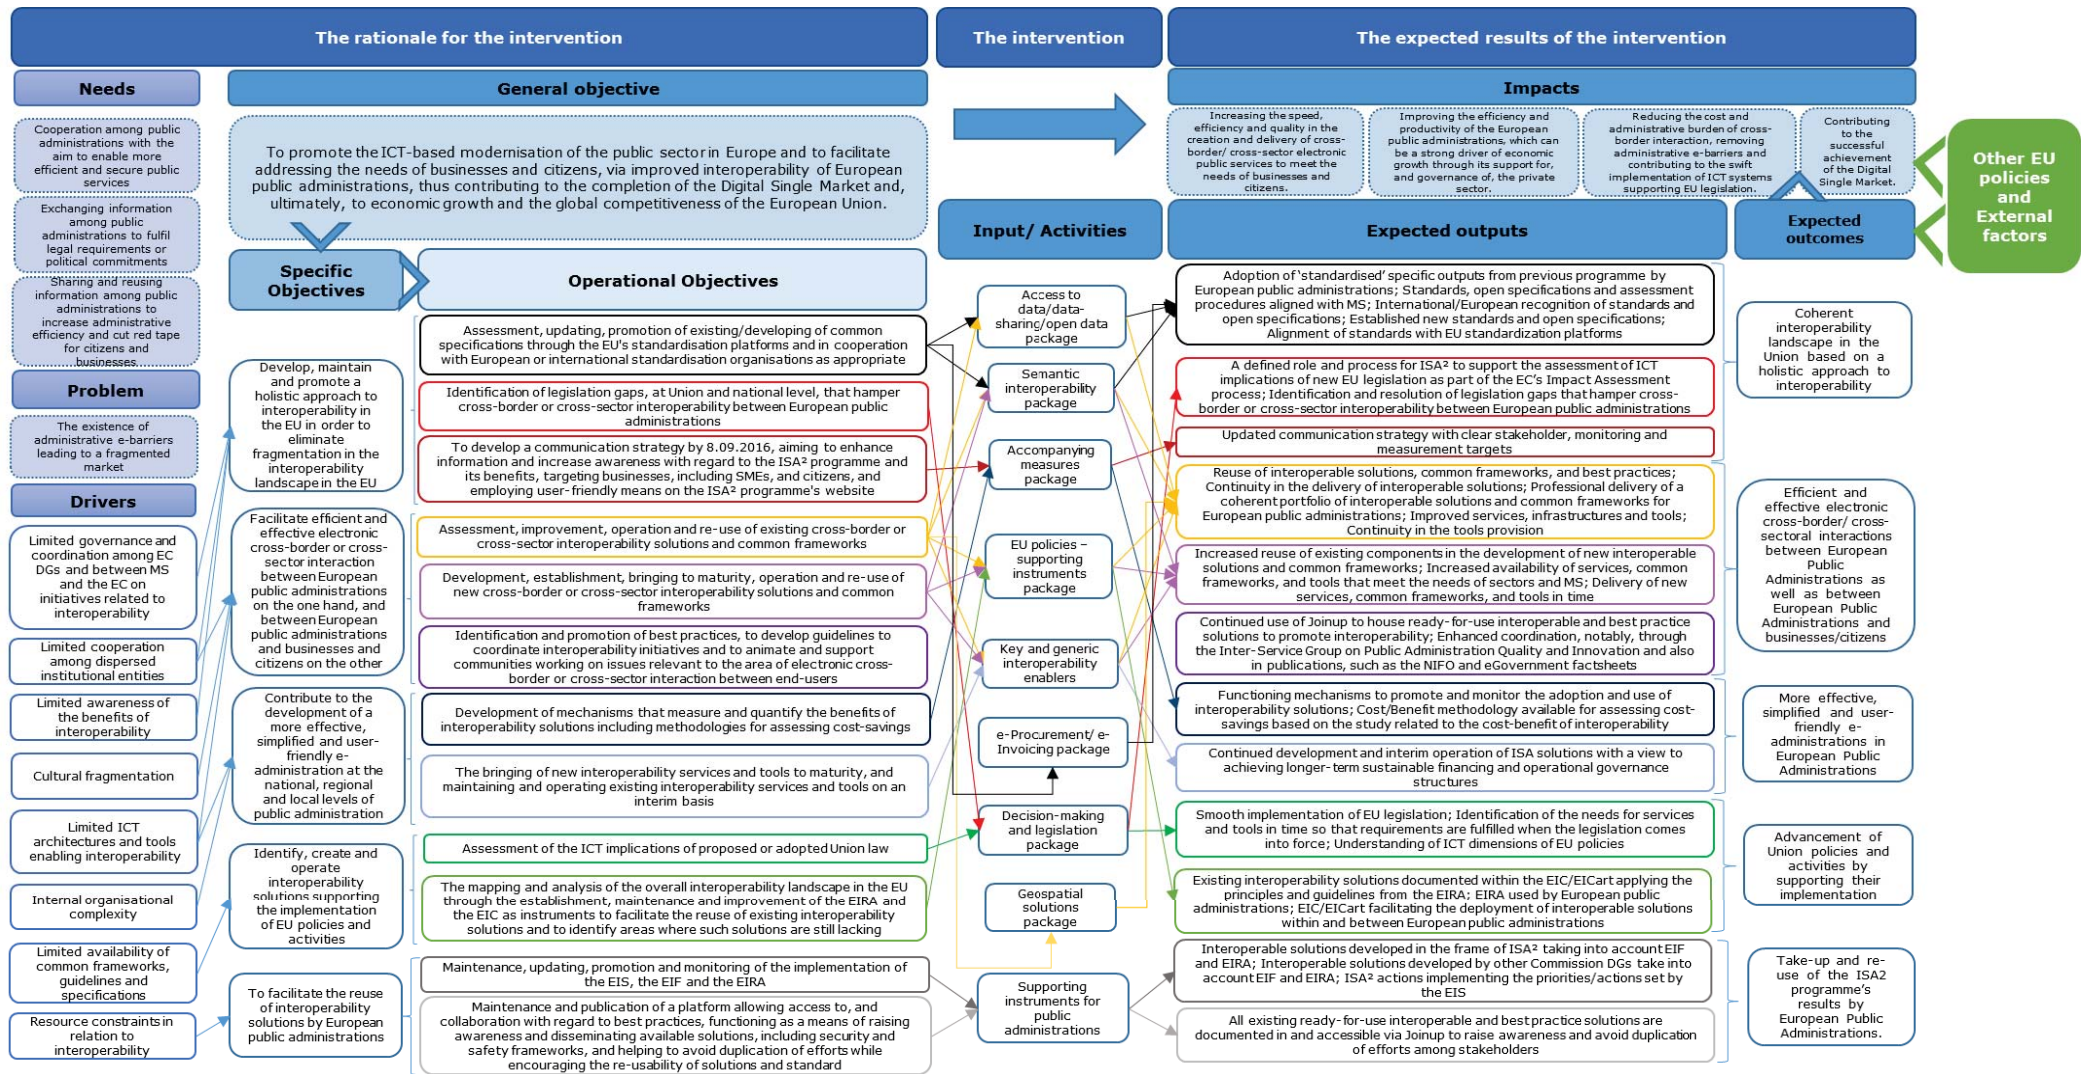 The rationale for the intervention
The intervention
The expected results of the intervention
Needs
General objective
Impacts
Cooperation among public
administrations with the
aim to enable more
efficient and secure public
services
Exchanging information
among public
administrations to fulfil
legal requirements or
political commitments
Sharing and reusing
information among public
administrations to
increase administrative
efficiency and cut red tape
for citizens and
businesses
Problem
The existence of
administrative e-barriers
leading to a fragmented
market
Drivers
Limited governance and
coordination among EC
DGs and between MS
and the EC on
initiatives related to
interoperability
Limited cooperation
among dispersed
institutional entities
Limited awareness of
the benefits of
interoperability
Cultural fragmentation
Limited ICT
architectures and tools
enabling interoperability
Internal organisational
complexity
Limited availability of
common frameworks,
guidelines and
specifications
Resource constraints in
relation to
interoperability
To promote the ICT-based modernisation of the public sector in Europe and to facilitate
addressing the needs of businesses and citizens, via improved interoperability of European
public administrations, thus contributing to the completion of the Digital Single Market and,
ultimately, to economic growth and the global competitiveness of the European Union.
Specific
Objectives
Operational Objectives
Develop, maintain
and promote a
holistic approach to
interoperability in
the EU in order to
eliminate
fragmentation in the
interoperability
landscape in the EU
Facilitate efficient and
effective electronic
cross-border or cross-
sector interaction
between European
public administrations
on the one hand, and
between European
public administrations
and businesses and
citizens on the other
Contribute to the
development of a
more effective,
simplified and user-
friendly e-
administration at the
national, regional
and local levels of
public administration
Identify, create and
operate
interoperability
solutions supporting
the implementation
of EU policies and
activities
To facilitate the reuse
of interoperability
solutions by European
public administrations
Assessment, updating, promotion of existing/developing of common
specifications through the EU's standardisation platforms and in cooperation
with European or international standardisation organisations as appropriate
Identification of legislation gaps, at Union and national level, that hamper
cross-border or cross-sector interoperability between European public
administrations
To develop a communication strategy by 8.09.2016, aiming to enhance
information and increase awareness with regard to the ISA² programme and
its benefits, targeting businesses, including SMEs, and citizens, and
employing user-friendly means on the ISA² programme's website
Assessment, improvement, operation and re-use of existing cross-border or
cross-sector interoperability solutions and common frameworks
Development, establishment, bringing to maturity, operation and re-use of
new cross-border or cross-sector interoperability solutions and common
frameworks
Identification and promotion of best practices, to develop guidelines to
coordinate interoperability initiatives and to animate and support
communities working on issues relevant to the area of electronic cross-
border or cross-sector interaction between end-users
Development of mechanisms that measure and quantify the benefits of
interoperability solutions including methodologies for assessing cost-savings
The bringing of new interoperability services and tools to maturity, and
maintaining and operating existing interoperability services and tools on an
interim basis
Assessment of the ICT implications of proposed or adopted Union law
The mapping and analysis of the overall interoperability landscape in the EU
through the establishment, maintenance and improvement of the EIRA and
the EIC as instruments to facilitate the reuse of existing interoperability
solutions and to identify areas where such solutions are still lacking
Maintenance, updating, promotion and monitoring of the implementation of
the EIS, the EIF and the EIRA
Maintenance and publication of a platform allowing access to, and
collaboration with regard to best practices, functioning as a means of raising
awareness and disseminating available solutions, including security and
safety frameworks, and helping to avoid duplication of efforts while
encouraging the re-usability of solutions and standard
Input/ Activities
Access to
data/data-
sharing/open data
package
Semantic
interoperability
package
Accompanying
measures
package
EU policies –
supporting
instruments
package
Key and generic
interoperability
enablers
e-Procurement/ e-
Invoicing package
Decision-making
and legislation
package
Geospatial
solutions
package
Supporting
instruments for
public
administrations
Increasing the speed,
efficiency and quality in the
creation and delivery of cross-
border/ cross-sector electronic
public services to meet the
needs of businesses and
citizens.
Improving the efficiency and
productivity of the European
public administrations, which can
be a strong driver of economic
growth through its support for,
and governance of, the private
sector.
Reducing the cost and
administrative burden of cross-
border interaction, removing
administrative e-barriers and
contributing to the swift
implementation of ICT systems
supporting EU legislation.
Contributing
to the
successful
achievement
of the Digital
Single Market.
Expected outputs
Expected
outcomes
Adoption of ‘standardised’ specific outputs from previous programme by
European public administrations; Standards, open specifications and assessment
procedures aligned with MS; International/European recognition of standards and
open specifications; Established new standards and open specifications;
Alignment of standards with EU standardization platforms
A defined role and process for ISA² to support the assessment of ICT
implications of new EU legislation as part of the EC’s Impact Assessment
process; Identification and resolution of legislation gaps that hamper cross-
border or cross-sector interoperability between European public administrations
Updated communication strategy with clear stakeholder, monitoring and
measurement targets
Reuse of interoperable solutions, common frameworks, and best practices;
Continuity in the delivery of interoperable solutions; Professional delivery of a
coherent portfolio of interoperable solutions and common frameworks for
European public administrations; Improved services, infrastructures and tools;
Continuity in the tools provision
Increased reuse of existing components in the development of new interoperable
solutions and common frameworks; Increased availability of services, common
frameworks, and tools that meet the needs of sectors and MS; Delivery of new
services, common frameworks, and tools in time
Continued use of Joinup to house ready-for-use interoperable and best practice
solutions to promote interoperability; Enhanced coordination, notably, through
the Inter-Service Group on Public Administration Quality and Innovation and also
in publications, such as the NIFO and eGovernment factsheets
Functioning mechanisms to promote and monitor the adoption and use of
interoperability solutions; Cost/Benefit methodology available for assessing cost-
savings based on the study related to the cost-benefit of interoperability
Continued development and interim operation of ISA solutions with a view to
achieving longer-term sustainable financing and operational governance
structures
Smooth implementation of EU legislation; Identification of the needs for services
and tools in time so that requirements are fulfilled when the legislation comes
into force; Understanding of ICT dimensions of EU policies
Existing interoperability solutions documented within the EIC/EICart applying the
principles and guidelines from the EIRA; EIRA used by European public
administrations; EIC/EICart facilitating the deployment of interoperable solutions
within and between European public administrations
Interoperable solutions developed in the frame of ISA² taking into account EIF
and EIRA; Interoperable solutions developed by other Commission DGs take into
account EIF and EIRA; ISA² actions implementing the priorities/actions set by
the EIS
All existing ready-for-use interoperable and best practice solutions are
documented in and accessible via Joinup to raise awareness and avoid duplication
of efforts among stakeholders
Coherent
interoperability
landscape in the
Union based on a
holistic approach to
interoperability
Efficient and
effective electronic
cross-border/ cross-
sectoral interactions
between European
Public
Administrations as
well as between
European Public
Administrations and
businesses/citizens
More effective,
simplified and user-
friendly e-
administrations in
European Public
Administrations
Advancement of
Union policies and
activities by
supporting their
implementation
Take-up and re-
use of the ISA2
programme’s
results by
European Public
Administrations.
Other EU
policies
and
External
factors